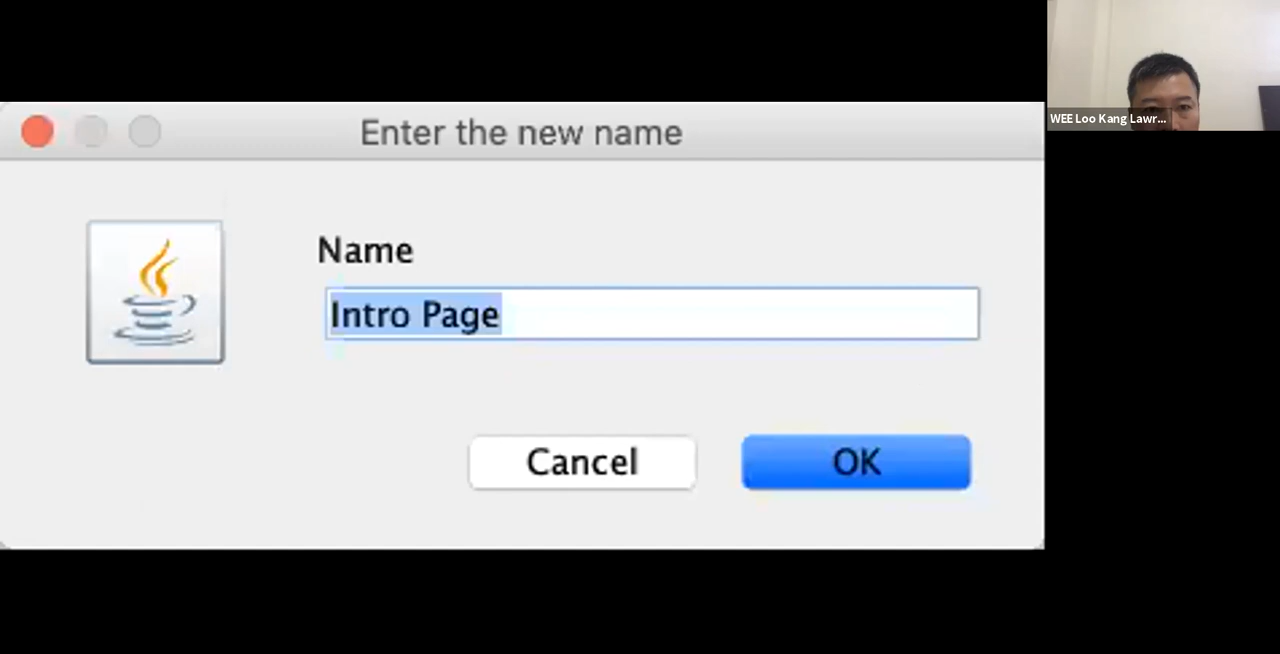 Enter the new name
WEE Loo Kang Lawr...
Name
Intro Page
Cancel
OK